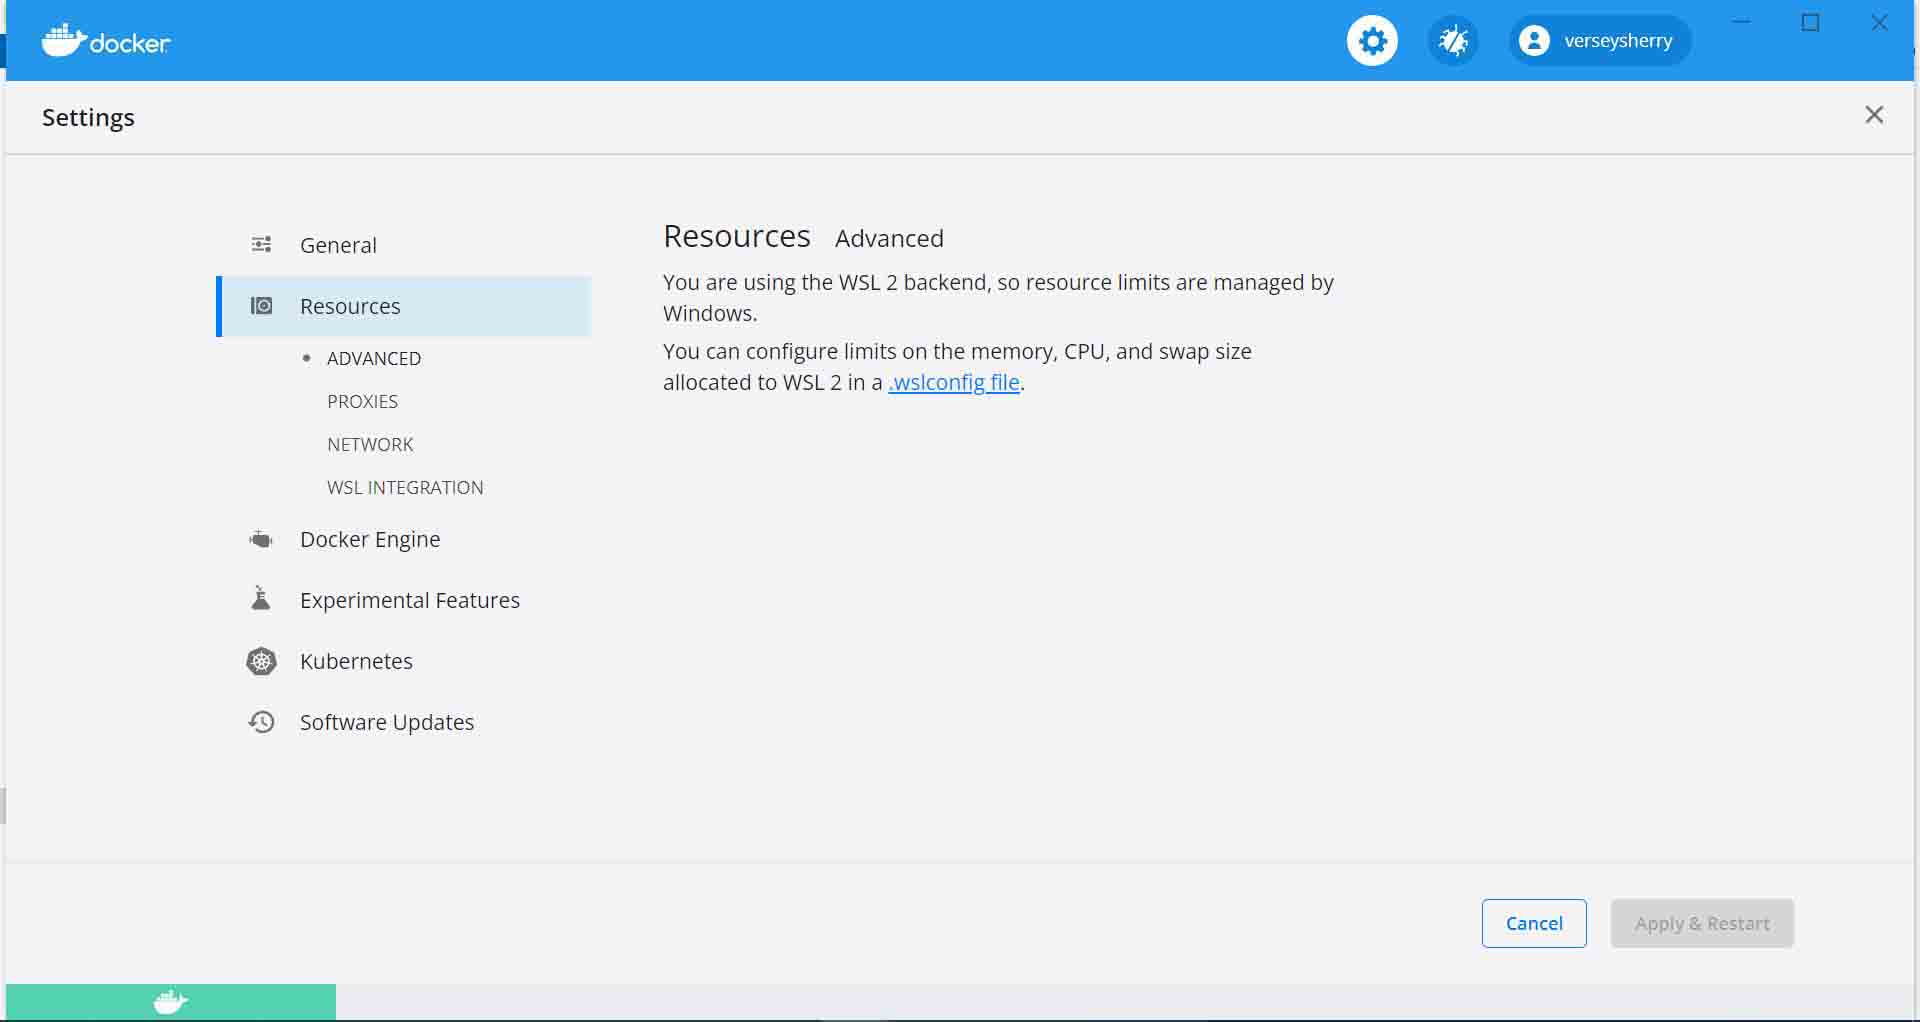 docker
verseysherry
Settings
General
Resources
ADVANCED
PROXIES
NETWORK
WSL INTEGRATION
Docker Engine
Experimental Features
Kubernetes
Software Updates
Resources Advanced
You are using the WSL 2 backend, so resource limits are managed by
Windows.
You can configure limits on the memory, CPU, and swap size
allocated to WSL 2 in a .wslconfig file.
Cancel
Apply & Restart